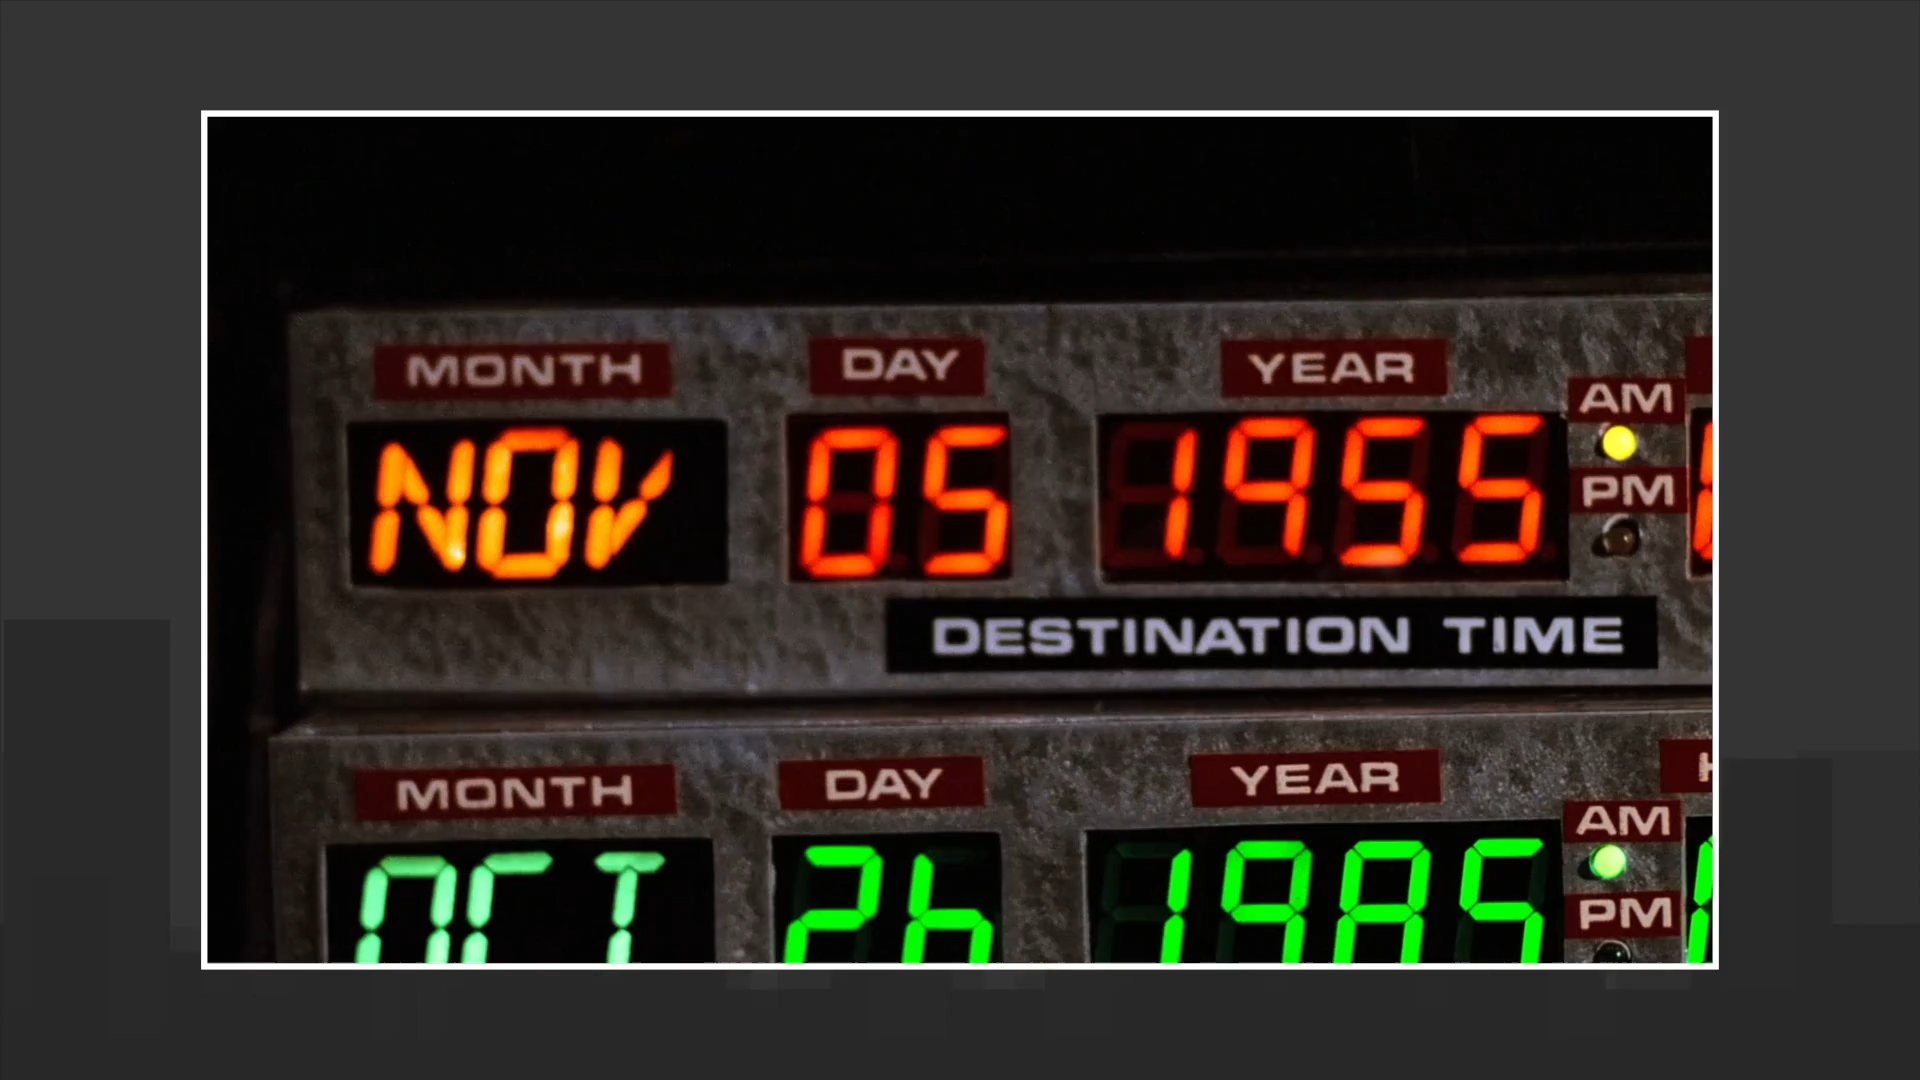 MONTH DAY YEAR
AM
NOV 05 1955
PM
DESTINATION TIME
MONTH DAY YEAR
AM
OCT 26 1985
PM